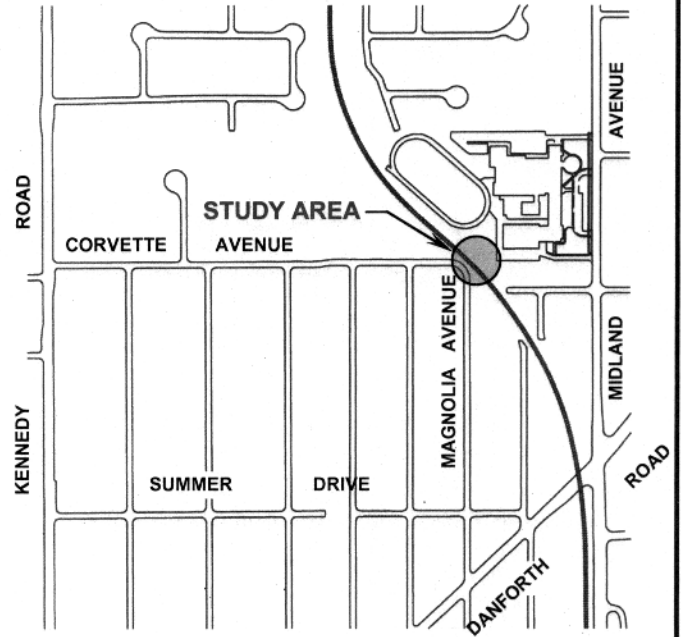 AVENUE
ROAD
STUDY AREA
CORVETTE AVENUE
MAGNOLIA AVENUE
MIDLAND
KENNEDY
SUMMER DRIVE
ROAD
DANFORTH